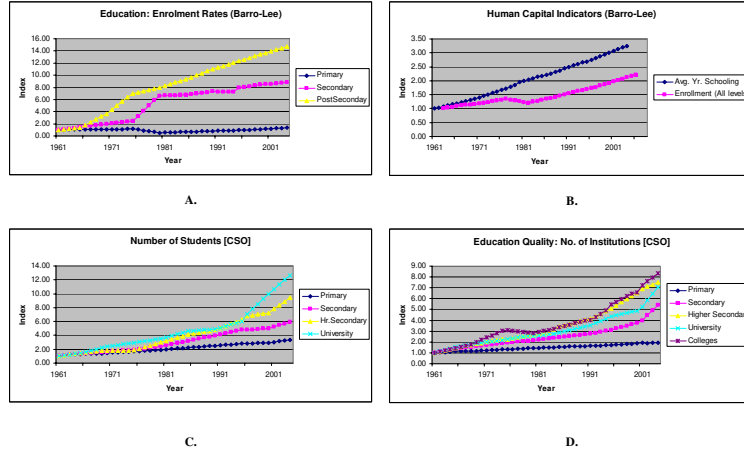 Education: Enrolment Rates (Barro-Lee)
Index
16.00
14.00
12.00
10.00
8.00
6.00
4.00
2.00
0.00
1961 1971 1981 1991 2001
Year
Primary
Secondary
PostSeconday
A.
Human Capital Indicators (Barro-Lee)
Index
3.50
3.00
2.50
2.00
1.50
1.00
1961 1971 1981 1991 2001
Year
Avg. Yr. Schooling
Enrollment (All levels
B.
Number of Students [CSO]
Index
14.00
12.00
10.00
8.00
6.00
4.00
2.00
0.00
1961 1971 1981 1991 2001
Year
Primary
Secondary
Hr.Secondary
University
C.
Education Quality: No. of Institutions [CSO]
Index
9.00
8.00
7.00
6.00
5.00
4.00
3.00
2.00
1.00
0.00
1961 1971 1981 1991 2001
Year
Primary
Secondary
Higher Secondar
University
Colleges
D.